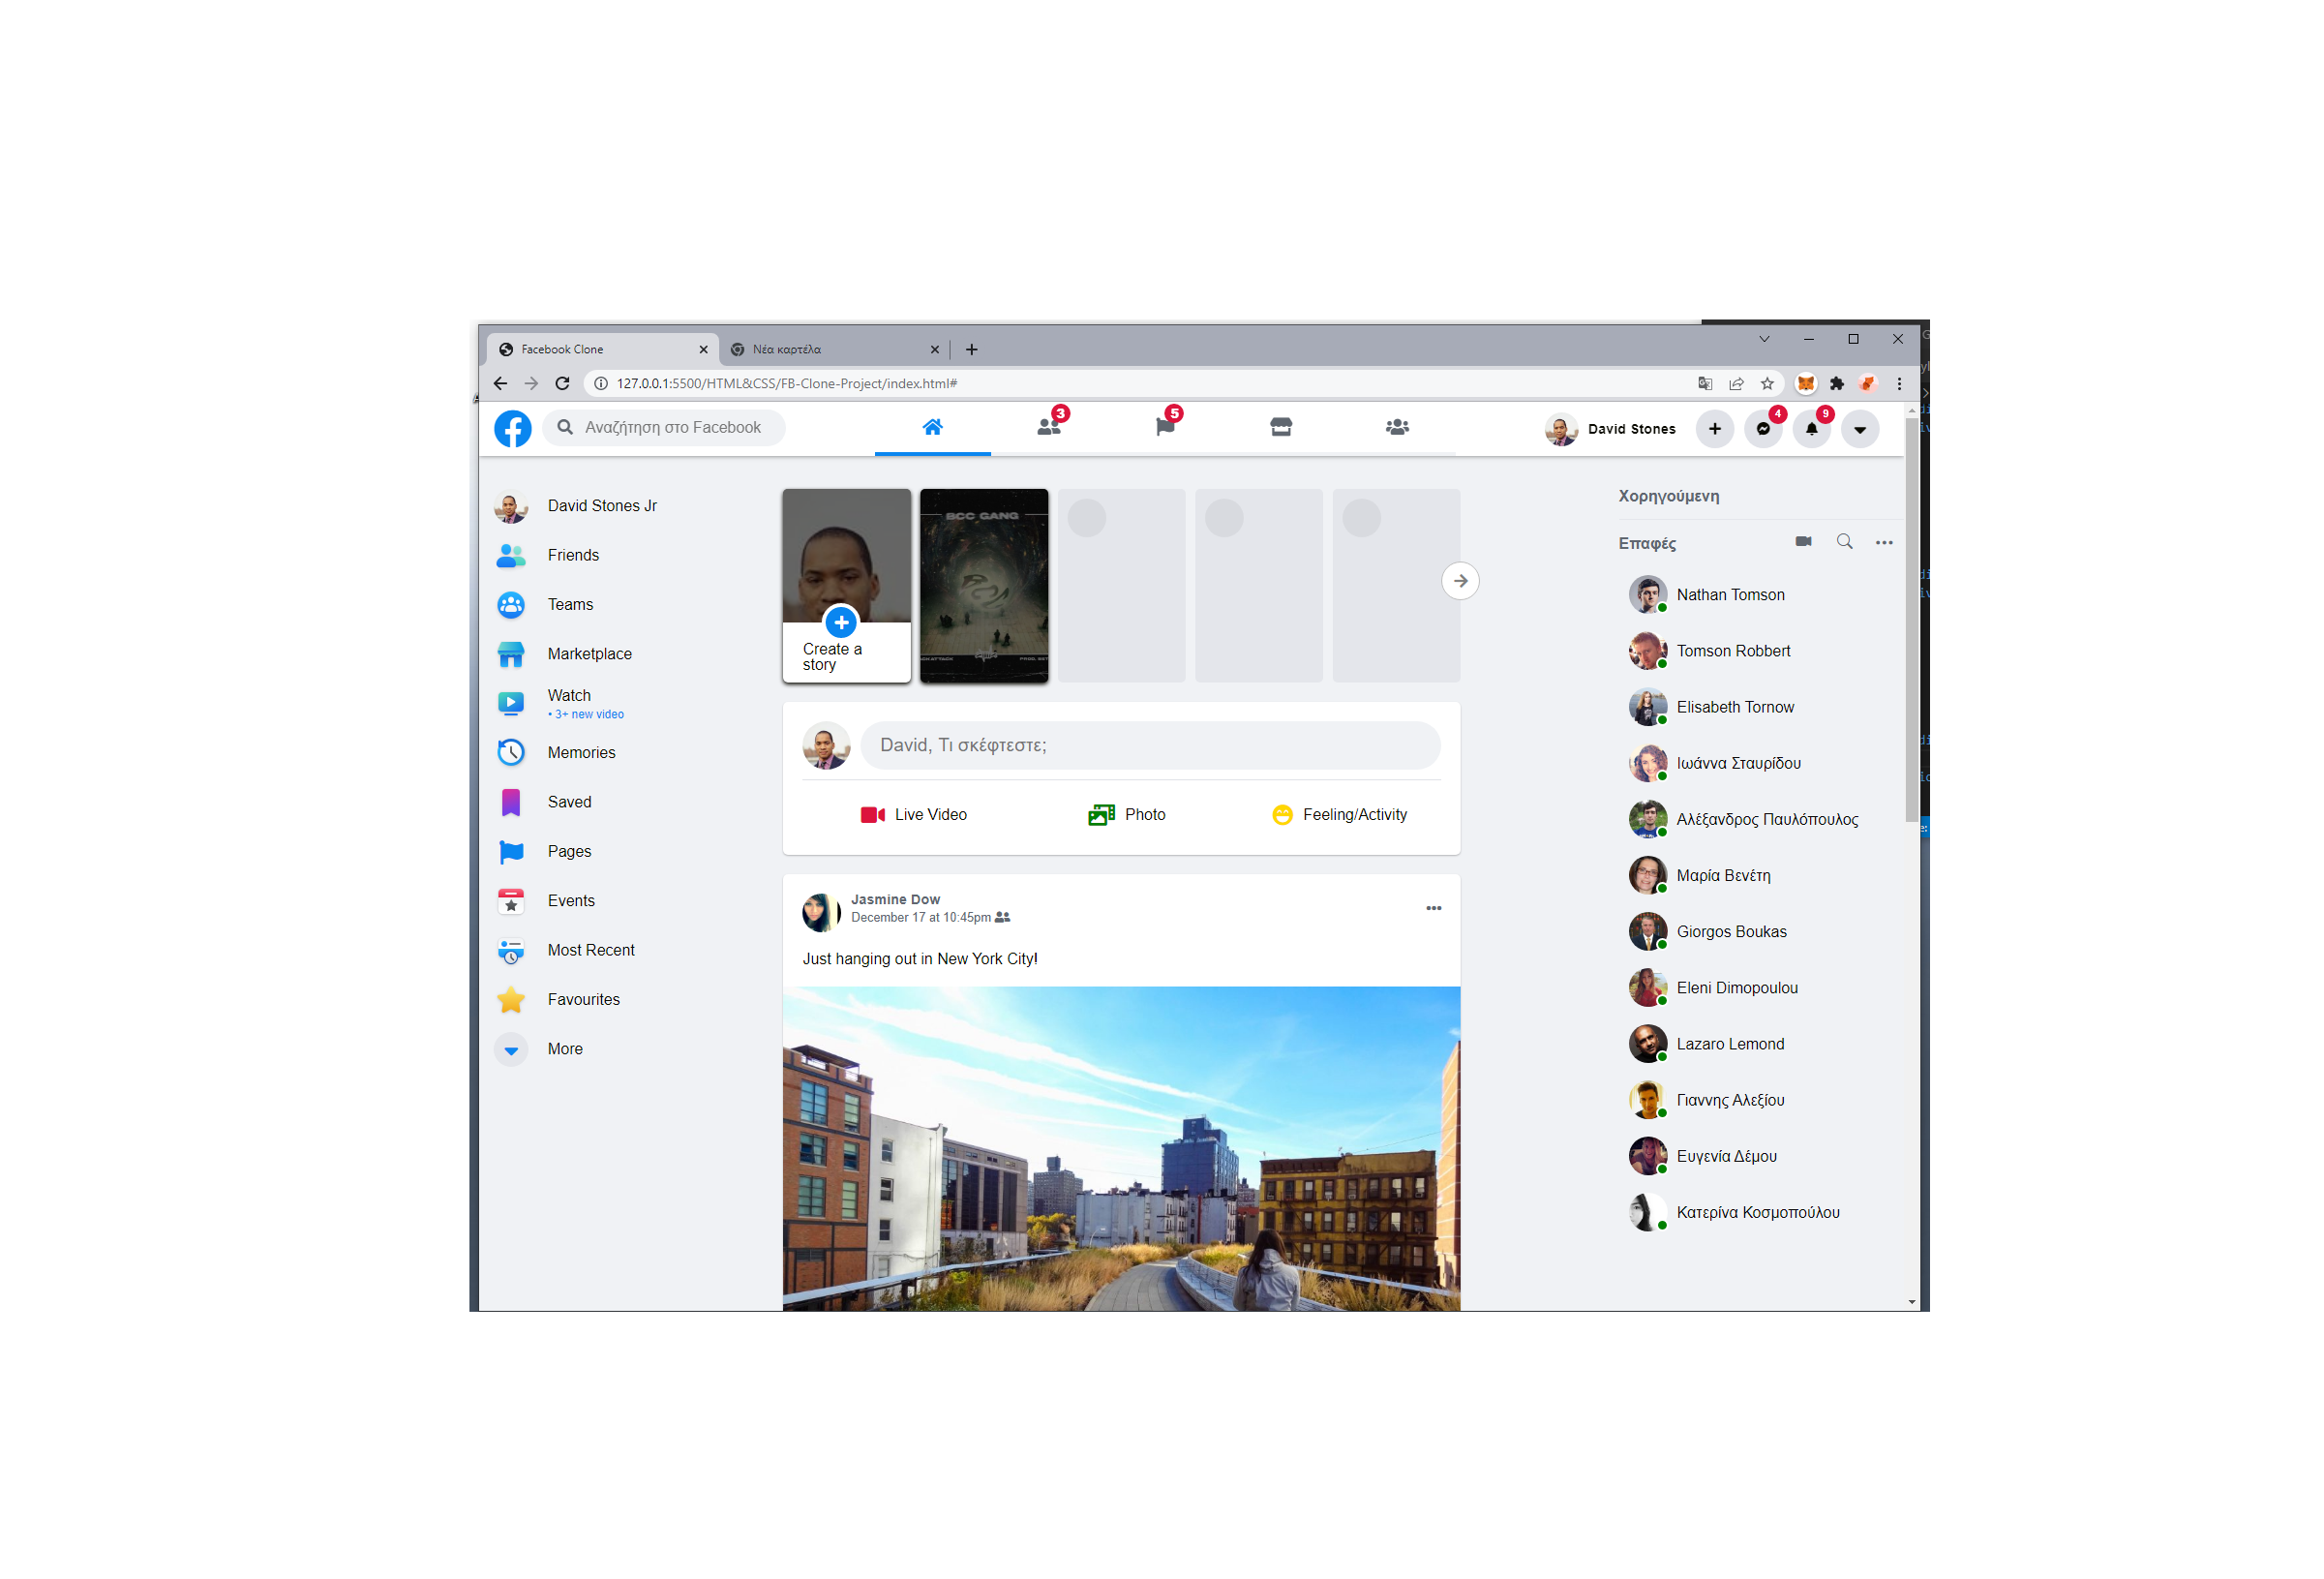 Facebook Clone
Νέα καρτέλα
127.0.0.1:5500/HTML&CSS/FB-Clone-Project/index.html#
Αναζήτηση στο Facebook
3
5
David Stones
4
9
David Stones Jr
Friends
Teams
Marketplace
Watch
• 3+ new video
Memories
Saved
Pages
Events
Most Recent
Favourites
More
Create a
story
BCC GANG
David, Τι σκέφτεστε;
Live Video
Photo
Feeling/Activity
Jasmine Dow
December 17 at 10:45pm
Just hanging out in New York City!
Χορηγούμενη
Επαφές
Nathan Tomson
Tomson Robbert
Elisabeth Tornow
Ιωάννα Σταυρίδου
Αλέξανδρος Παυλόπουλος
Μαρία Βενέτη
Giorgos Boukas
Eleni Dimopoulou
Lazaro Lemond
Γιαννης Αλεξίου
Ευγενία Δέμου
Κατερίνα Κοσμοπούλου